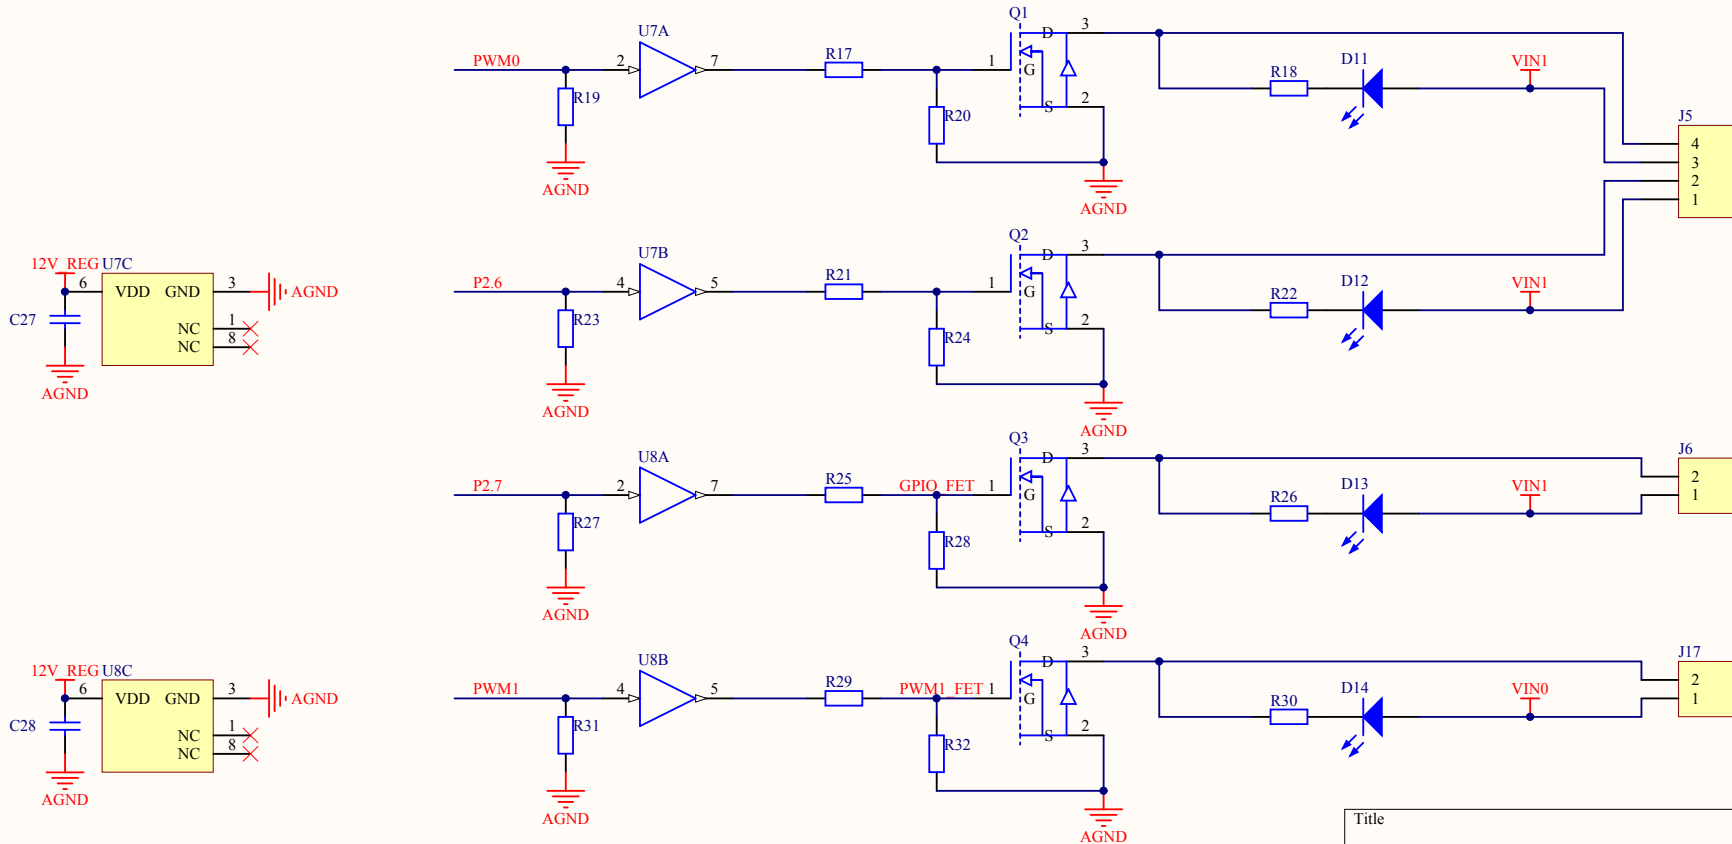 Q1
U7A
D
3
PWM0
2
7
R17
1
G
R18
D11
VIN1
R19
R20
S
2
J5
4
3
2
1
AGND
AGND
Q2
U7B
D
3
12V_REG
U7C
6
VDD
GND
3
AGND
P2.6
4
5
R21
1
G
R22
D12
VIN1
C27
NC
1
NC
8
R23
R24
S
2
AGND
AGND
AGND
Q3
U8A
D
3
J6
P2.7
2
7
R25
GPIO_FET
1
G
R26
D13
VIN1
2
1
R27
R28
S
2
AGND
AGND
Q4
U8B
D
3
J17
12V_REG
U8C
6
VDD
GND
3
AGND
PWM1
4
5
R29
PWM1_FET
1
G
R30
D14
VIN0
2
1
C28
NC
1
NC
8
R31
R32
S
2
AGND
AGND
AGND
Title